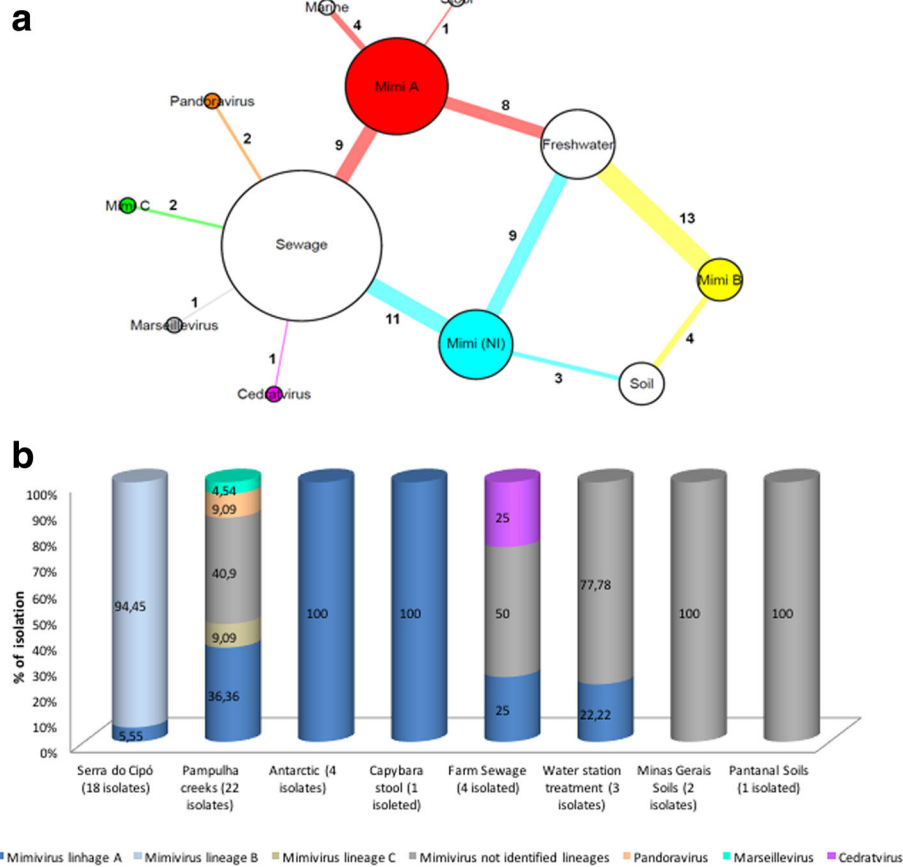 a
Marine
4
1
Mimi A
8
Pandoravirus
Freshwater
2
9
Mimi C
2
13
9
Sewage
Mimi B
1
11
Marseillevirus
4
Mimi (NI)
1
3
Soil
Cedratvirus
b
% of isolation
100%
90%
80%
70%
60%
50%
40%
30%
20%
10%
0%
94,45
5,55
4,54
9,09
40,9
9,09
36,36
100
100
25
50
25
77,78
22,22
100
100
Serra do Cipó
(18 isolates)
Pampulha
creeks (22
isolates)
Antarctic (4
isolates)
Capybara
stool (1
isoleted)
Farm Sewage
(4 isolated)
Water station
treatment (3
isolates)
Minas Gerais
Soils (2
isolates)
Pantanal Soils
(1 isolated)
Mimivirus linhage A
Mimivirus lineage B
Mimivirus lineage C
Mimivirus not identified lineages
Pandoravirus
Marseillevirus
Cedratvirus